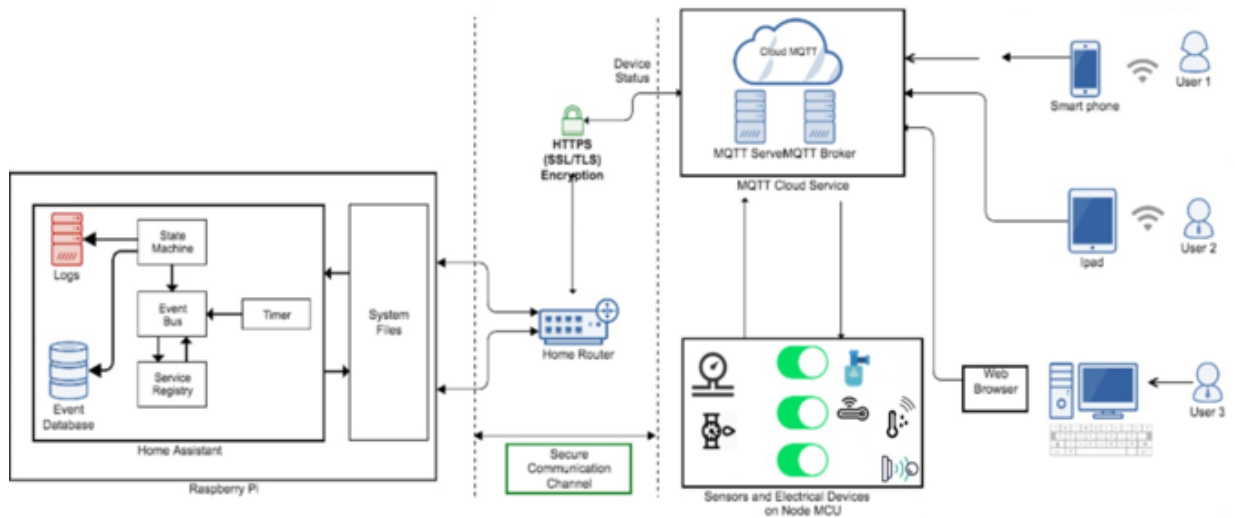 Cloud MQTT
MQTT Serve
MQTT Broker
MQTT Cloud Service
Device
Status
HTTPS
(SSL/TLS)
Encryption
Smart phone
User 1
Ipad
User 2
Web
Browser
User 3
Logs
State
Machine
Event
Bus
Timer
Service
Registry
Event
Database
Home Assistant
System
Files
Raspberry Pi
Home Router
Secure
Communication
Channel
Sensors and Electrical Devices
on Node MCU